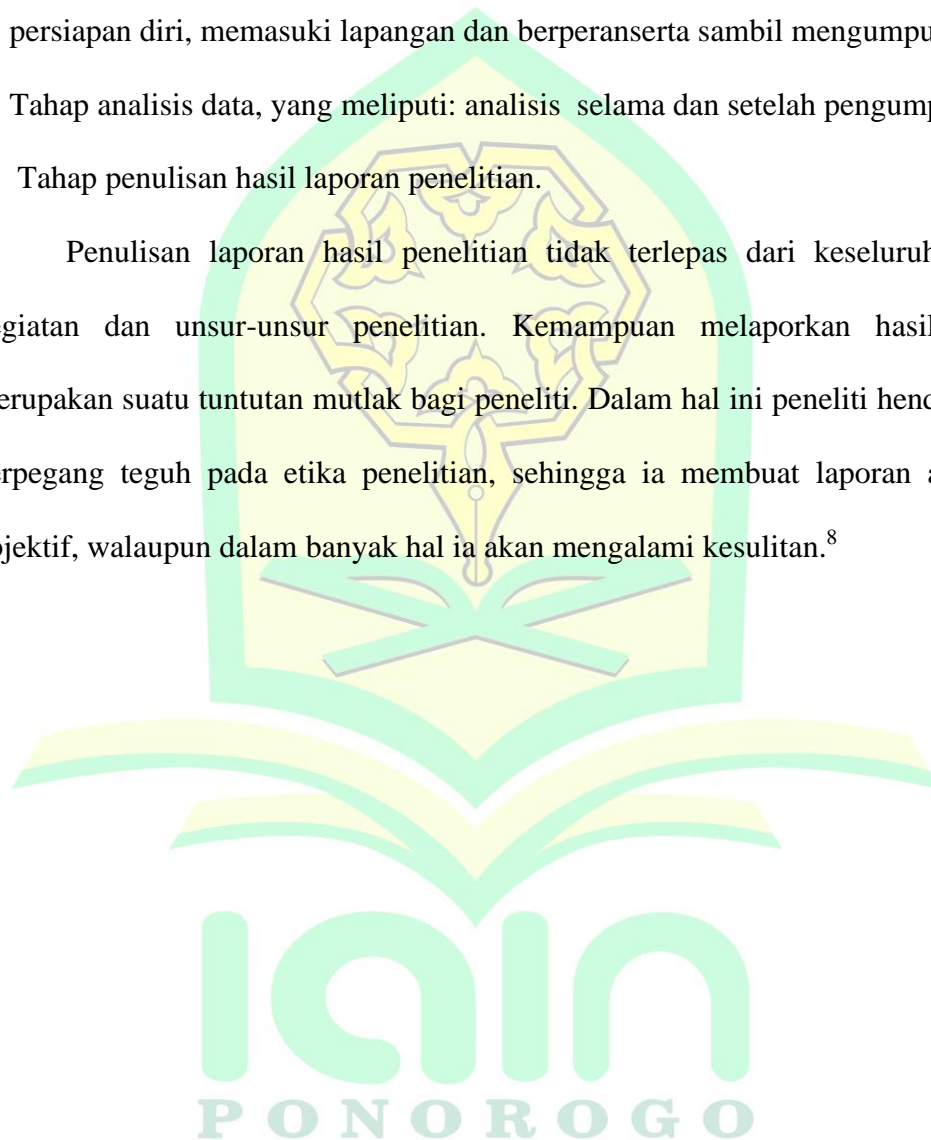 persiapan diri, memasuki lapangan dan berperanserta sambil mengumpu
Tahap analisis data, yang meliputi: analisis selama dan setelah pengump
Tahap penulisan hasil laporan penelitian.
Penulisan laporan hasil penelitian tidak terlepas dari keseluruh
egiatan dan unsur-unsur penelitian. Kemampuan melaporkan hasil
erupakan suatu tuntutan mutlak bagi peneliti. Dalam hal ini peneliti hend
erpegang teguh pada etika penelitian, sehingga ia membuat laporan a
ojektif, walaupun dalam banyak hal ia akan mengalami kesulitan.8
iain
PONOROGO